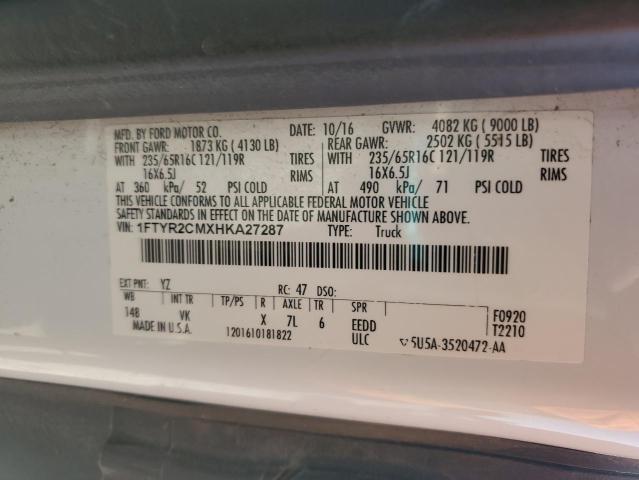 MFD. BY FORD MOTOR CO.
DATE: 10/16 GVWR: 4082 KG ( 9000 LB)
FRONT GAWR: 1873 KG ( 4130 LB) REAR GAWR: 2502 KG ( 5515 LB)
WITH 235/65R16C 121/119R TIRES WITH 235/65R16C 121/119R TIRES
16X6.5J RIMS 16X6.5J RIMS
AT 360 kPa/ 52 PSI COLD AT 490 kPa/ 71 PSI COLD
THIS VEHICLE CONFORMS TO ALL APPLICABLE FEDERAL MOTOR VEHICLE
SAFETY STANDARDS IN EFFECT ON THE DATE OF MANUFACTURE SHOWN ABOVE.
VIN: 1FTYR2CMXHKA27287 TYPE: Truck
EXT PNT: YZ RC: 47 DSO:
WB INT TR TP/PS R AXLE TR SPR
148 VK X 7L 6 EEDD
MADE IN U.S.A. 1201610181822 ULC
F0920
T2210
5U5A-3520472-AA